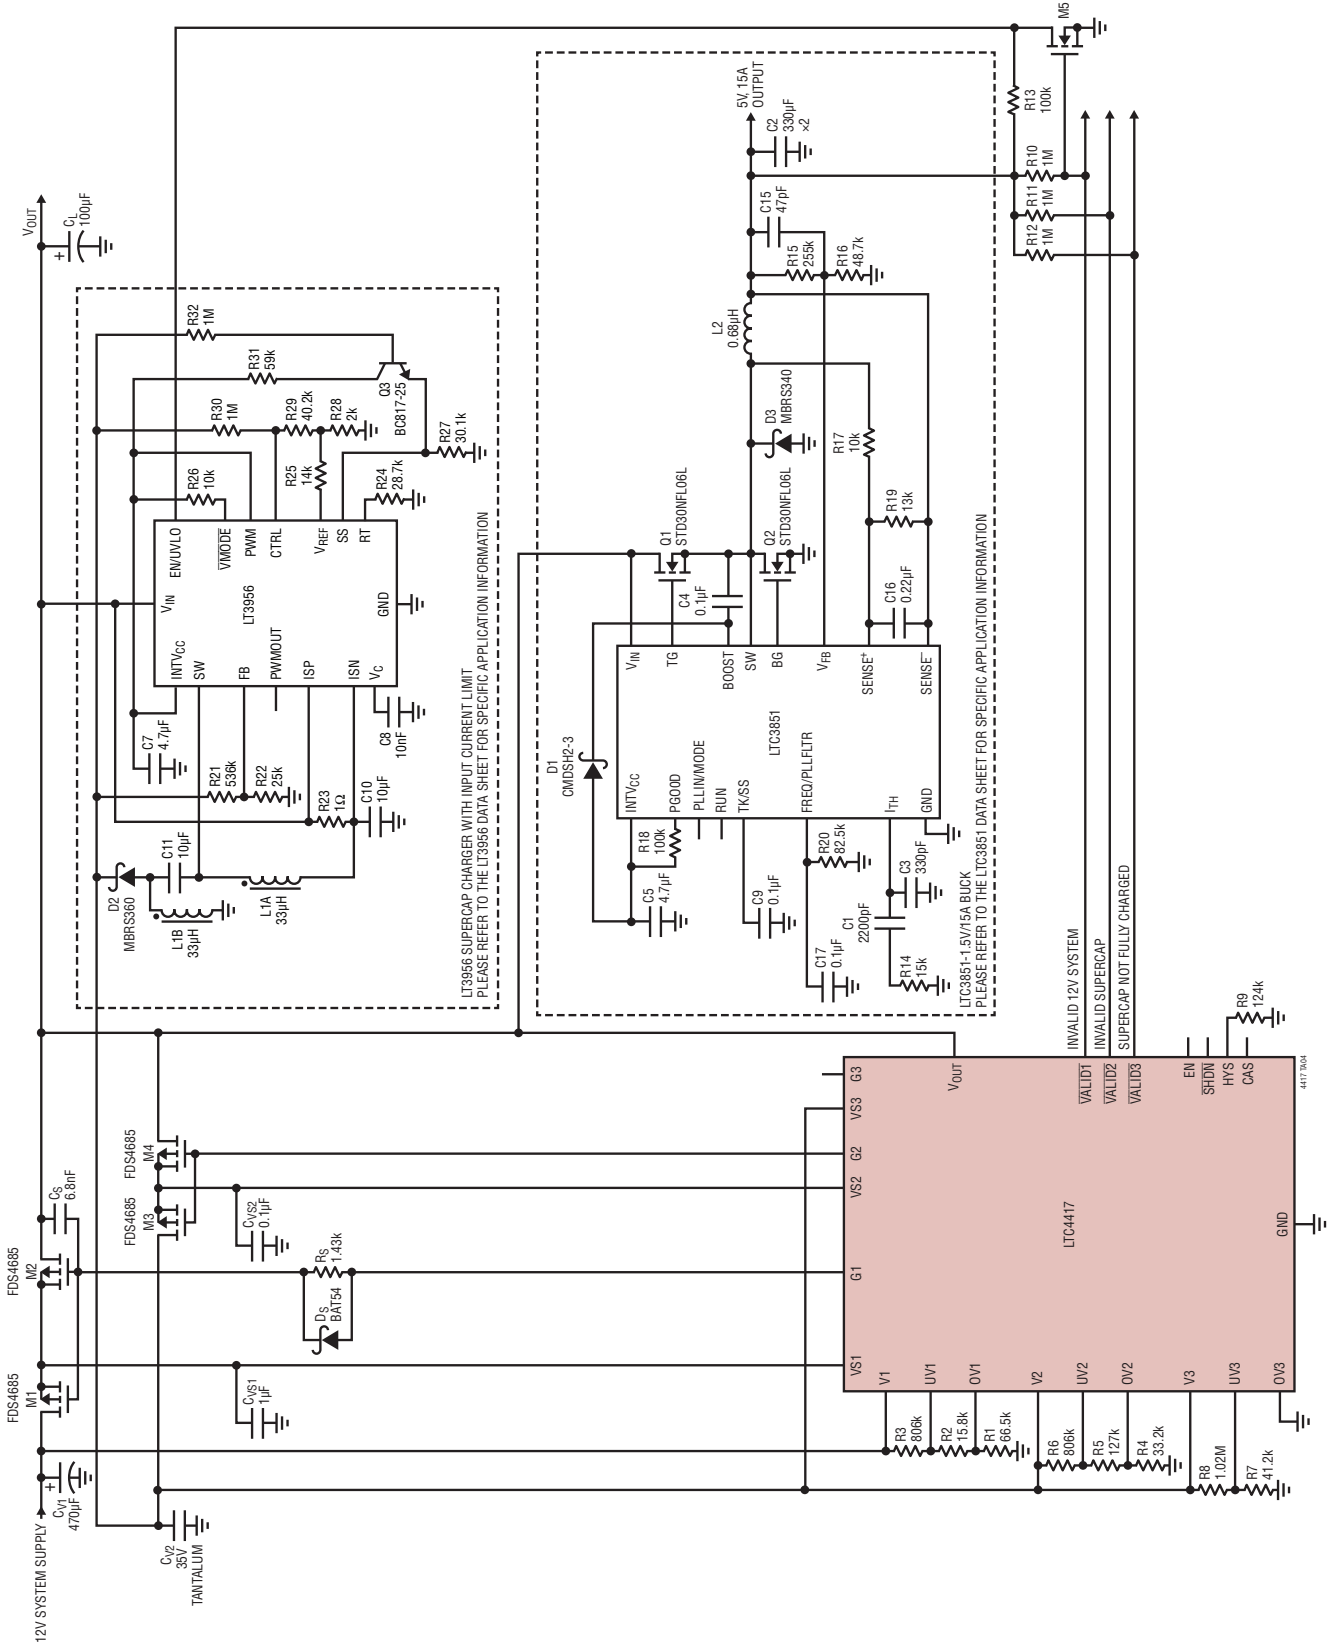 12V SYSTEM SUPPLY
CV1
470µF
+
CV2
35V
TANTALUM
FDS4685
M1
FDS4685
M2
CS
6.8nF
FDS4685
M3
FDS4685
M4
CVS1
1µF
CVS2
0.1µF
DS
BAT54
RS
1.43k
VOUT
+
CL
100µF
D2
MBRS360
L1B
33µH
C11
10µF
L1A
33µH
C7
4.7µF
R21
536k
R22
25k
R23
1Ω
C10
10µF
C8
10nF
INTVCC
SW
FB
PWMOUT
ISP
ISN
VC
VIN
LT3956
GND
EN/UVLO
VMODE
PWM
CTRL
VREF
SS
RT
R26
10k
R30
1M
R29
40.2k
R28
2k
R25
14k
R24
28.7k
R31
59k
R32
1M
Q3
BC817-25
R27
30.1k
LT3956 SUPERCAP CHARGER WITH INPUT CURRENT LIMIT
PLEASE REFER TO THE LT3956 DATA SHEET FOR SPECIFIC APPLICATION INFORMATION
D1
CMDSH2-3
C5
4.7µF
R18
100k
C9
0.1µF
C17
0.1µF
R20
82.5k
C1
2200pF
C3
330pF
R14
15k
INTVCC
PGOOD
PLLIN/MODE
RUN
TK/SS
FREQ/PLLFLTR
ITH
GND
LTC3851
VIN
TG
BOOST
SW
BG
VFB
SENSE+
SENSE–
C4
0.1µF
Q1
STD30NFL06L
Q2
STD30NFL06L
D3
MBRS340
L2
0.68µH
R17
10k
R19
13k
C16
0.22µF
R15
255k
C15
47pF
R16
48.7k
C2
330µF
×2
5V, 15A
OUTPUT
LTC3851-1.5V/15A BUCK
PLEASE REFER TO THE LTC3851 DATA SHEET FOR SPECIFIC APPLICATION INFORMATION
R12
1M
R11
1M
R10
1M
R13
100k
M5
INVALID 12V SYSTEM
INVALID SUPERCAP
SUPERCAP NOT FULLY CHARGED
VS1
G1
VS2
G2
VS3
G3
V1
UV1
OV1
V2
UV2
OV2
V3
UV3
OV3
LTC4417
GND
VOUT
VALID1
VALID2
VALID3
EN
SHDN
HYS
CAS
R3
806k
R2
15.8k
R1
66.5k
R6
806k
R5
127k
R4
33.2k
R8
1.02M
R7
41.2k
R9
124k
4417 TA04